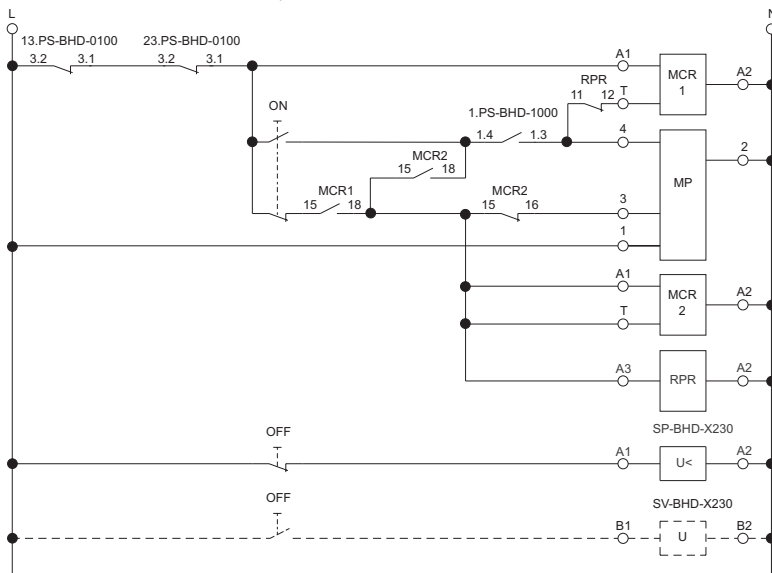 L N
13.PS-BHD-0100 23.PS-BHD-0100
3.2 3.1 3.2 3.1 A1 MCR 1 A2
RPR
11 12 T
ON 1.PS-BHD-1000
1.4 1.3 4 2
MCR2
15 18 MP
MCR1 MCR2
15 18 15 16 3
1
A1 MCR 2 A2
T
A3 RPR A2
SP-BHD-X230
OFF
A1 U< A2
SV-BHD-X230
OFF
B1 U B2